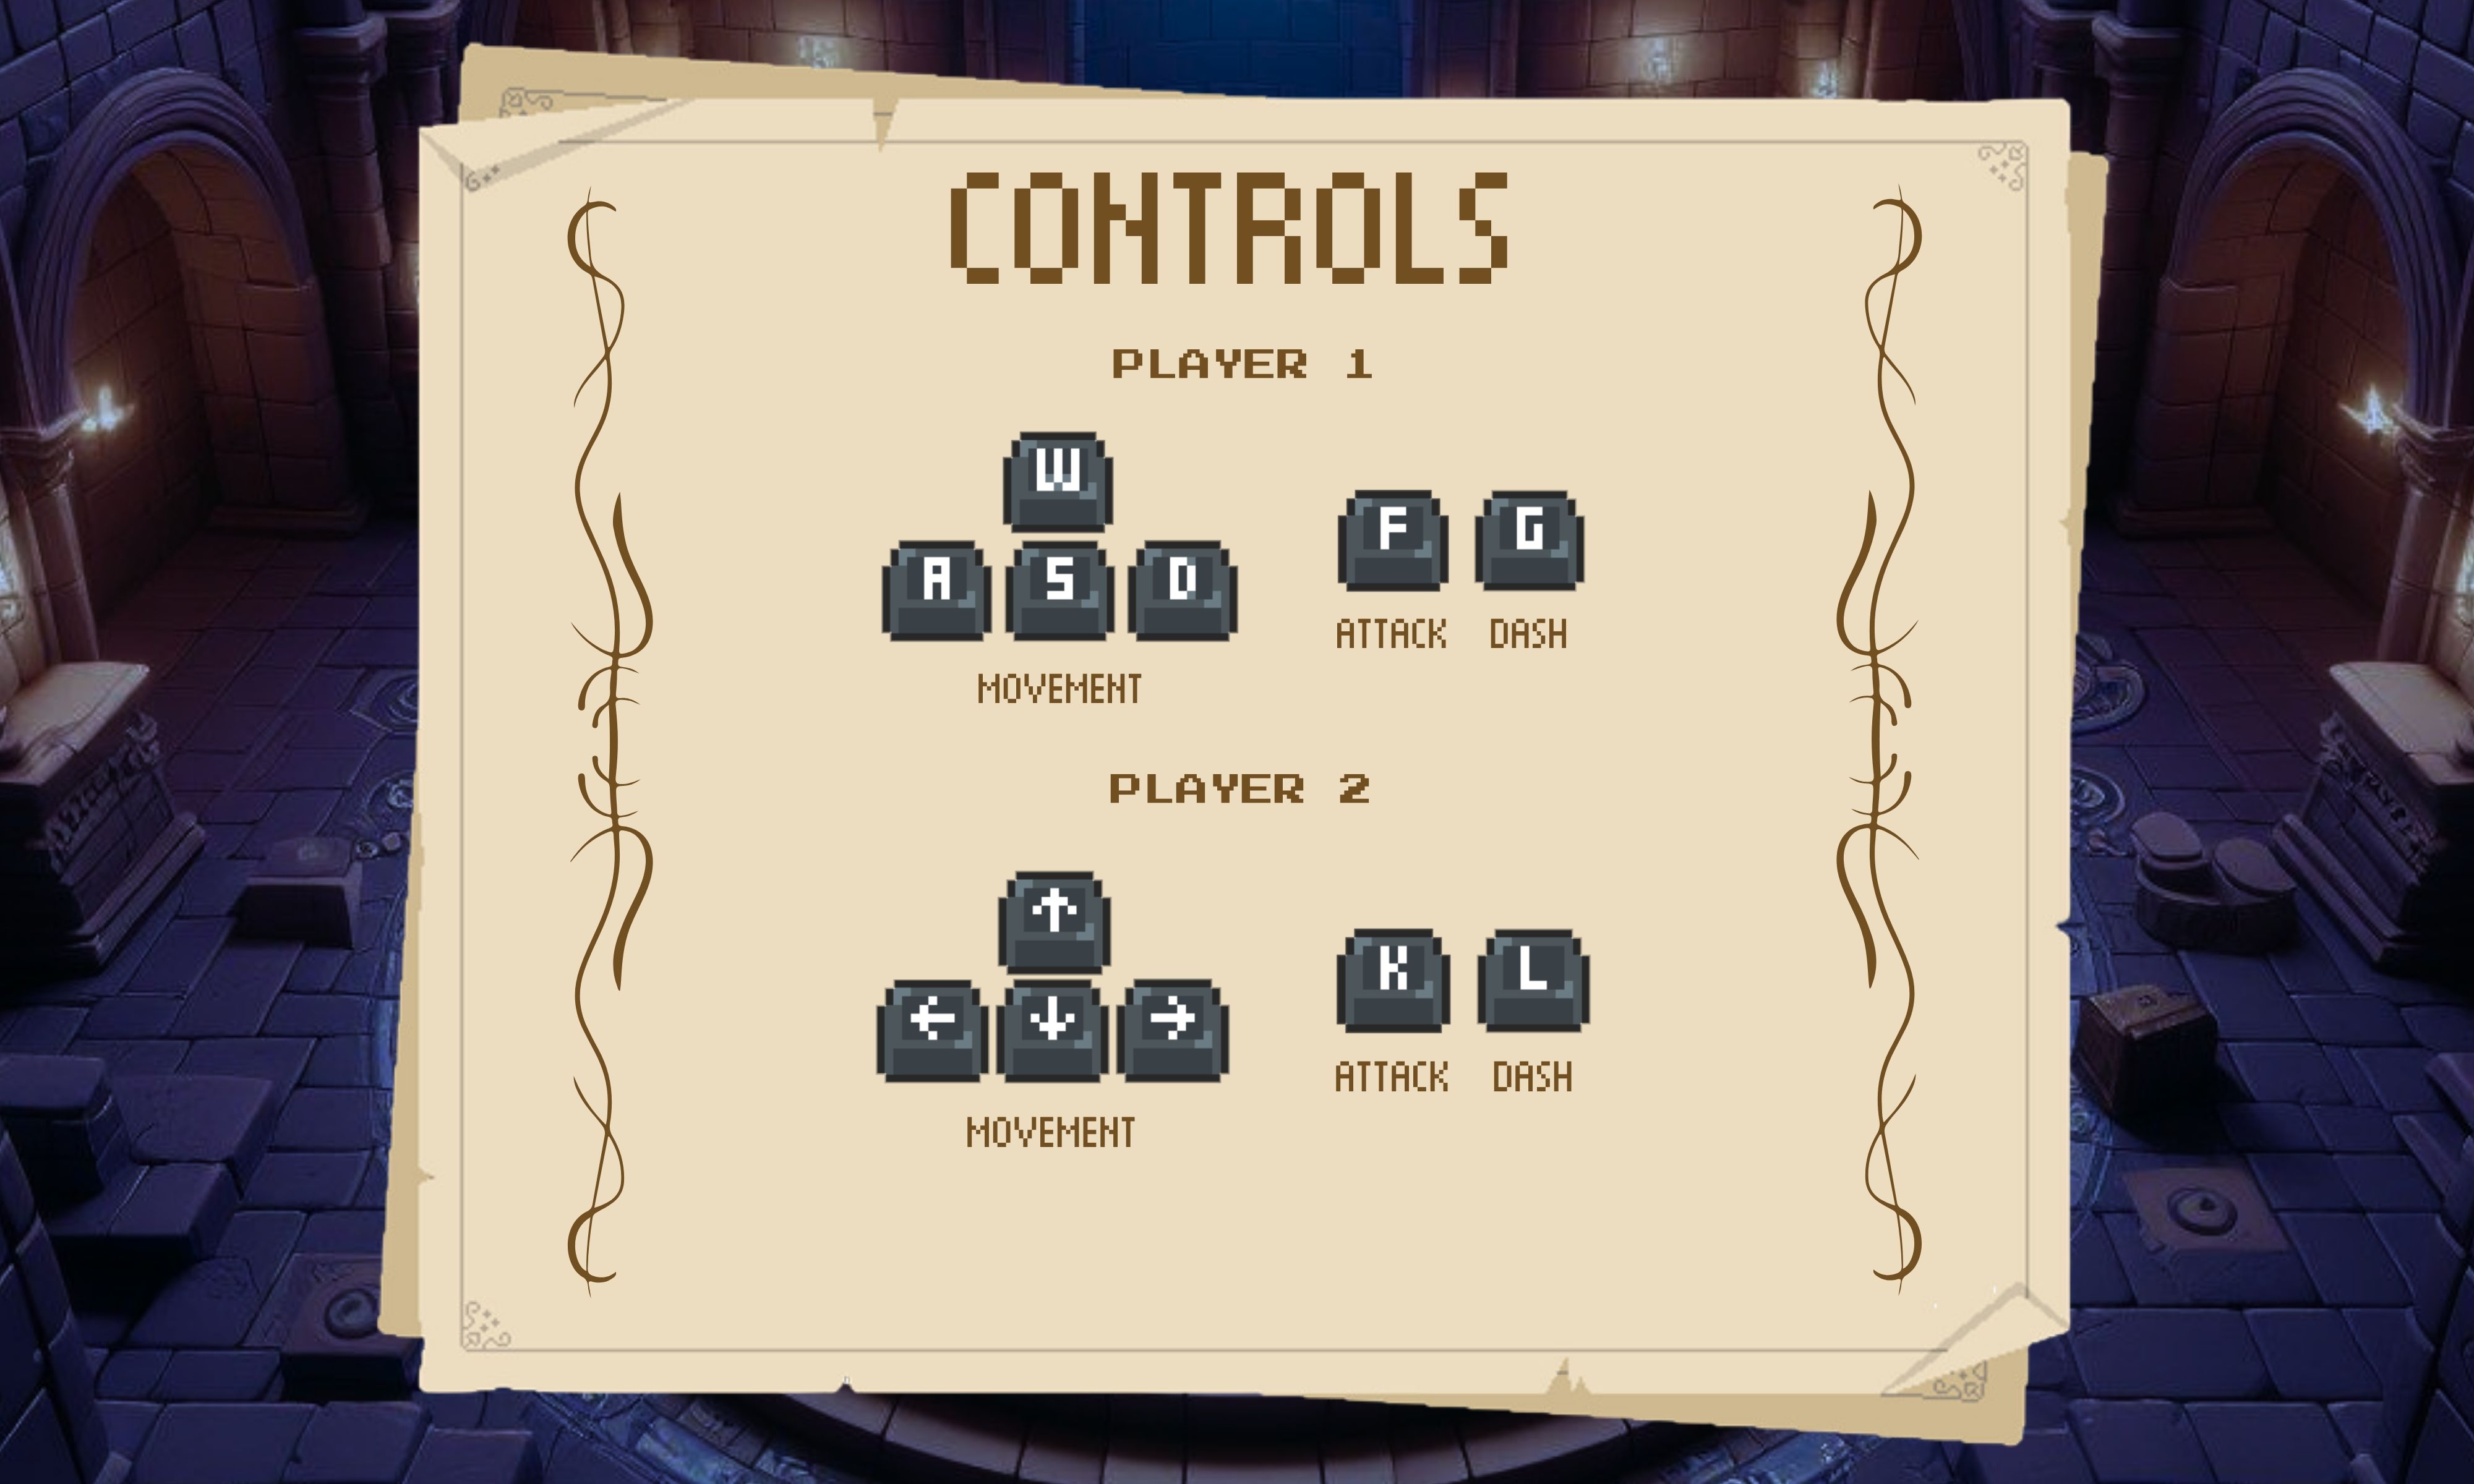 CONTROLS
PLAYER 1
W
A S D
F G
ATTACK DASH
MOVEMENT
PLAYER 2
↑
← ↓ →
K L
ATTACK DASH
MOVEMENT